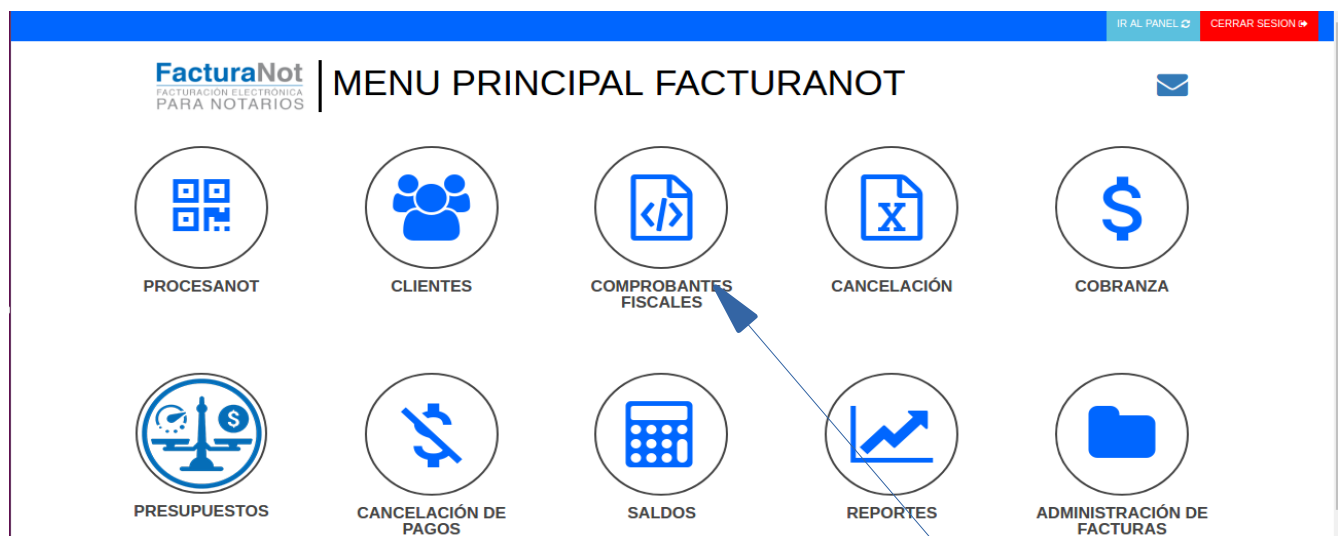 IR AL PANEL
CERRAR SESION
FacturaNot
FACTURACIÓN ELECTRÓNICA
PARA NOTARIOS
MENU PRINCIPAL FACTURANOT
PROCESANOT
CLIENTES
COMPROBANTES
FISCALES
CANCELACIÓN
COBRANZA
PRESUPUESTOS
CANCELACIÓN DE
PAGOS
SALDOS
REPORTES
ADMINISTRACIÓN DE
FACTURAS